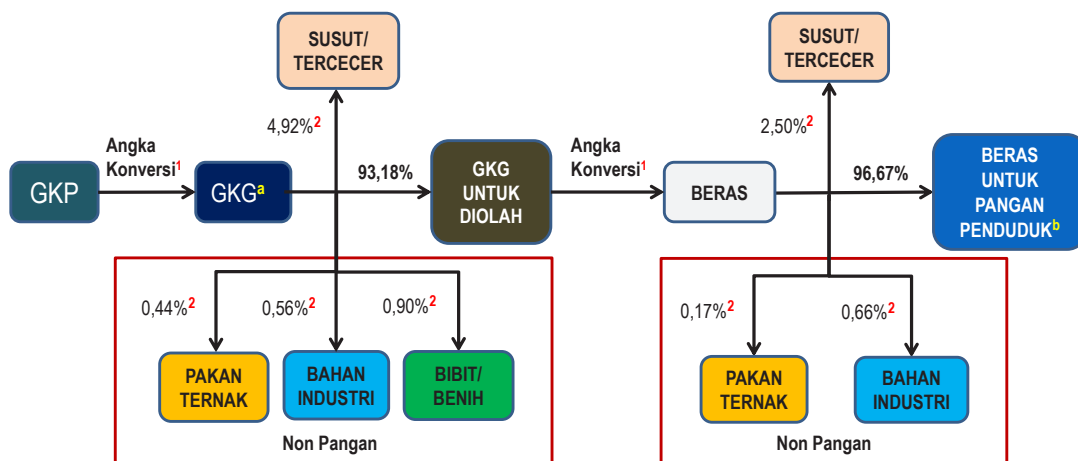 SUSUT/
TERCECER
SUSUT/
TERCECER
4,92%2
2,50%2
Angka
Konversi1
Angka
Konversi1
GKP
GKGa
93,18%
GKG
UNTUK
DIOLAH
BERAS
96,67%
BERAS
UNTUK
PANGAN
PENDUDUKb
0,44%2
0,56%2
0,90%2
0,17%2
0,66%2
PAKAN
TERNAK
BAHAN
INDUSTRI
BIBIT/
BENIH
PAKAN
TERNAK
BAHAN
INDUSTRI
Non Pangan
Non Pangan